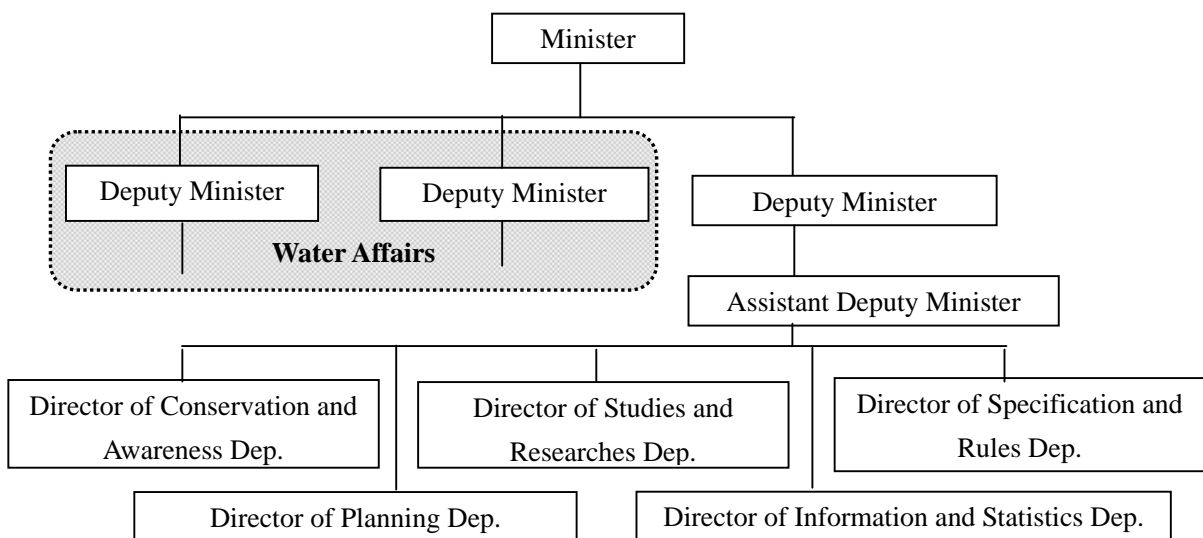 Minister
Deputy Minister
Deputy Minister
Deputy Minister
Water Affairs
Assistant Deputy Minister
Director of Conservation and
Awareness Dep.
Director of Studies and
Researches Dep.
Director of Specification and
Rules Dep.
Director of Planning Dep.
Director of Information and Statistics Dep.